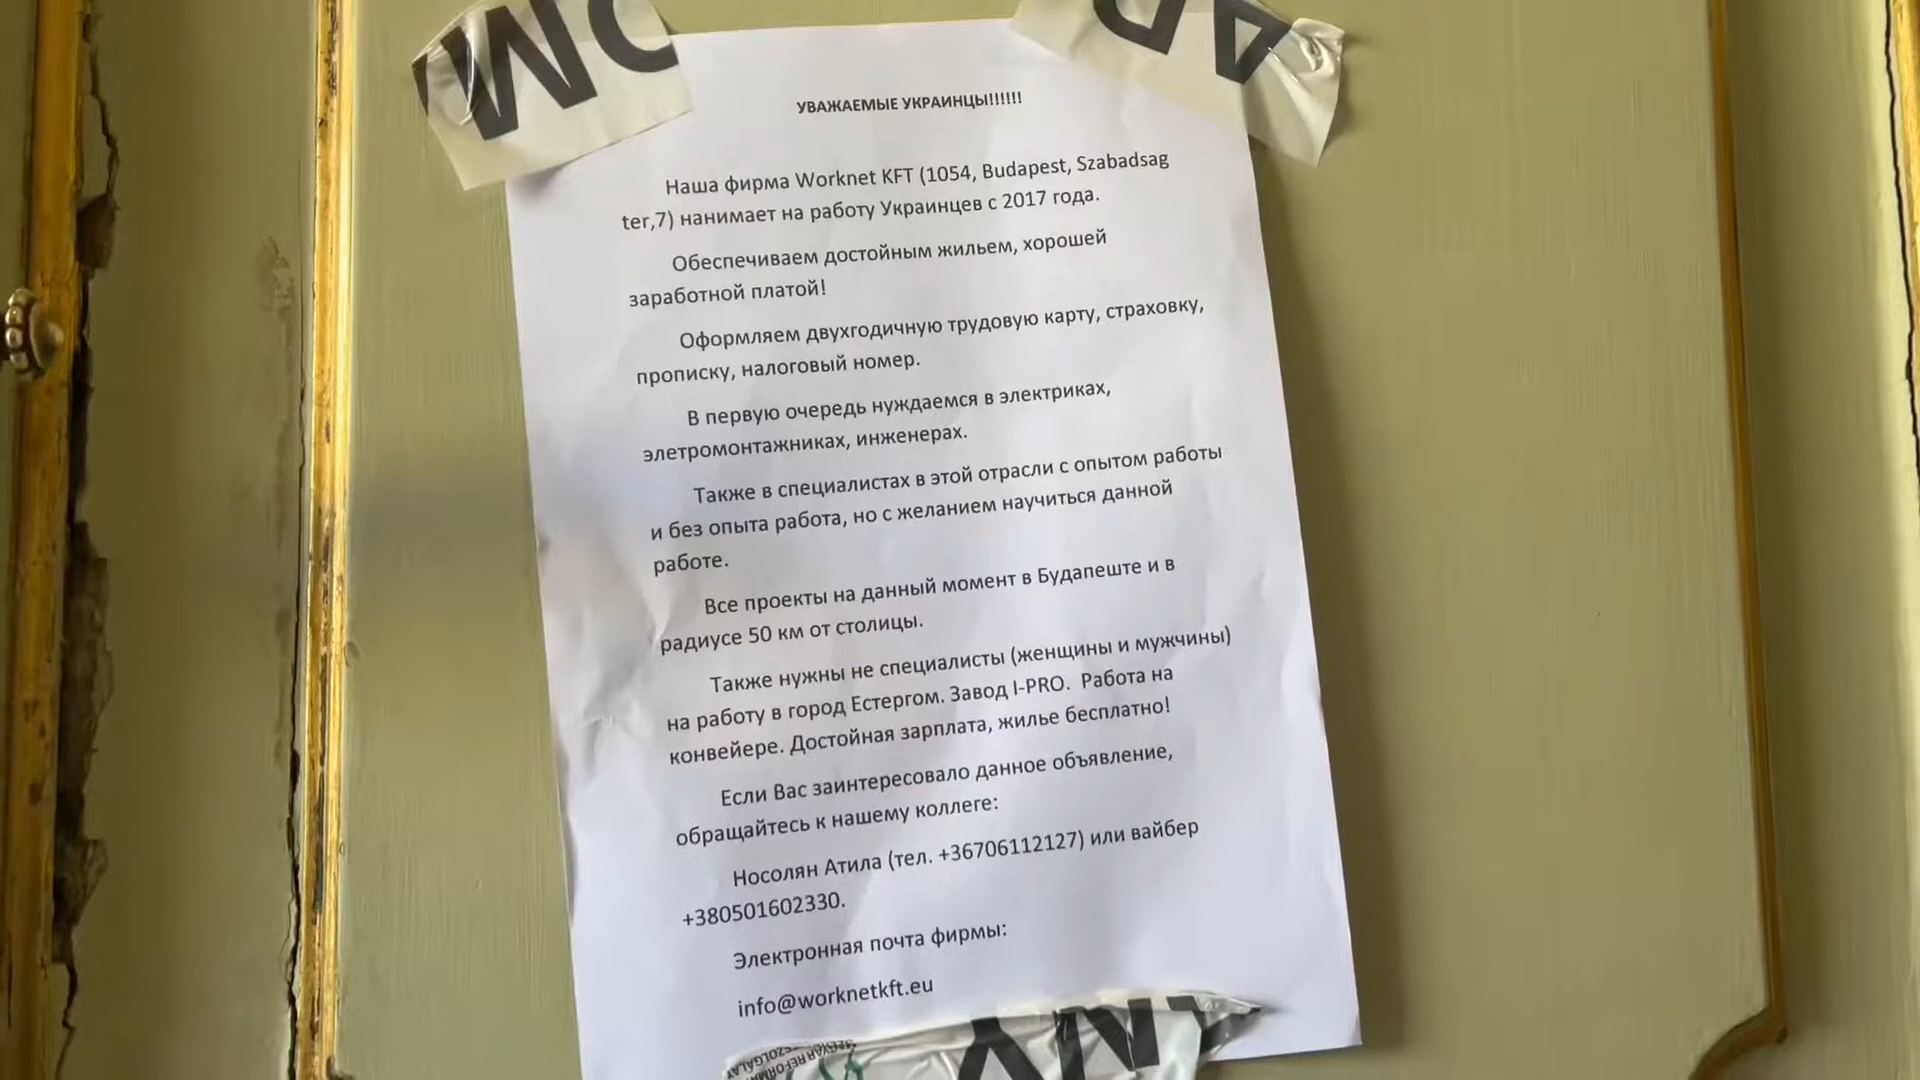 WC
УВАЖАЕМЫЕ УКРАИНЦЫ!!!!!!
Наша фирма Worknet KFT (1054, Budapest, Szabadsag
ter,7) нанимает на работу Украинцев с 2017 года.
Обеспечиваем достойным жильем, хорошей
заработной платой!
Оформляем двухгодичную трудовую карту, страховку,
прописку, налоговый номер.
В первую очередь нуждаемся в электриках,
элетромонтажниках, инженерах.
Также в специалистах в этой отрасли с опытом работы
и без опыта работа, но с желанием научиться данной
работе.
Все проекты на данный момент в Будапеште и в
радиусе 50 км от столицы.
Также нужны не специалисты (женщины и мужчины)
на работу в город Естергом. Завод I-PRO. Работа на
конвейере. Достойная зарплата, жилье бесплатно!
Если Вас заинтересовало данное объявление,
обращайтесь к нашему коллеге:
Носолян Атила (тел. +36706112127) или вайбер
+380501602330.
Электронная почта фирмы:
info@worknetkft.eu